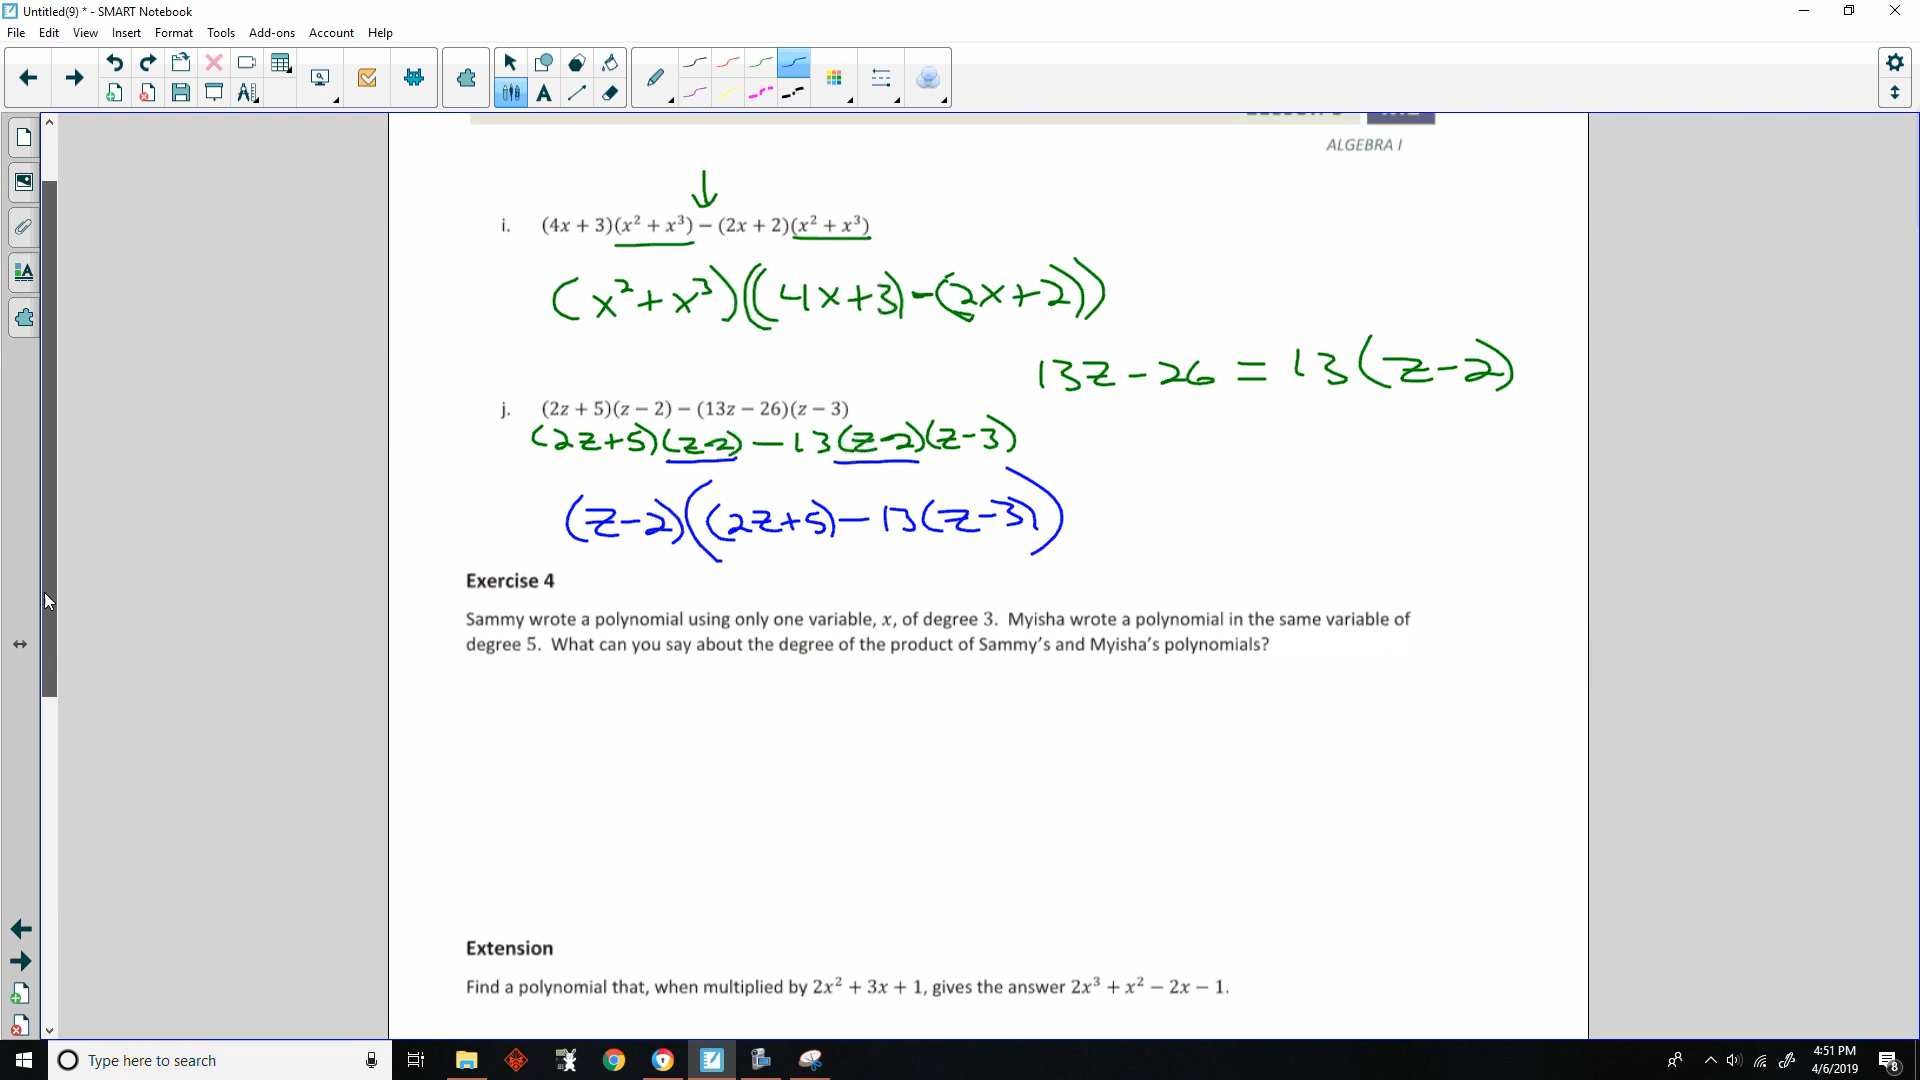 Untitled(9) * - SMART Notebook
File Edit View Insert Format Tools Add-ons Account Help
ALGEBRA I
i. (4x + 3)(x² + x³) − (2x + 2)(x² + x³)
(x²+x³)((4x+3)-(2x+2))
13z-26 = 13(z-2)
j. (2z + 5)(z − 2) − (13z − 26)(z − 3)
(2z+5)(z-2) - 13(z-2)(z-3)
(z-2)((2z+5)-13(z-3))
Exercise 4
Sammy wrote a polynomial using only one variable, x, of degree 3. Myisha wrote a polynomial in the same variable of
degree 5. What can you say about the degree of the product of Sammy's and Myisha's polynomials?
Extension
Find a polynomial that, when multiplied by 2x² + 3x + 1, gives the answer 2x³ + x² − 2x − 1.
Type here to search
4:51 PM
4/6/2019
8